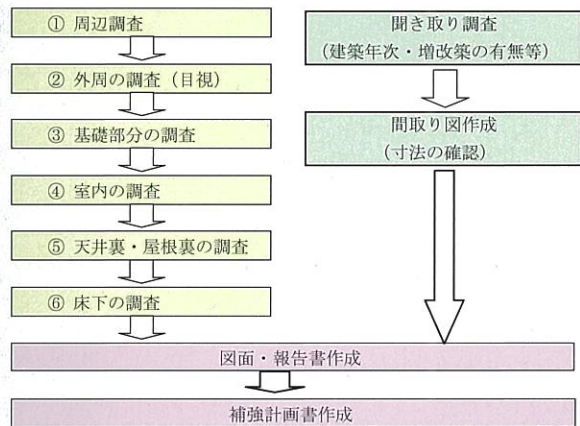 ① 周辺調査
② 外周の調査（目視）
③ 基礎部分の調査
④ 室内の調査
⑤ 天井裏・屋根裏の調査
⑥ 床下の調査
聞き取り調査
（建築年次・増改築の有無等）
間取り図作成
（寸法の確認）
図面・報告書作成
補強計画書作成